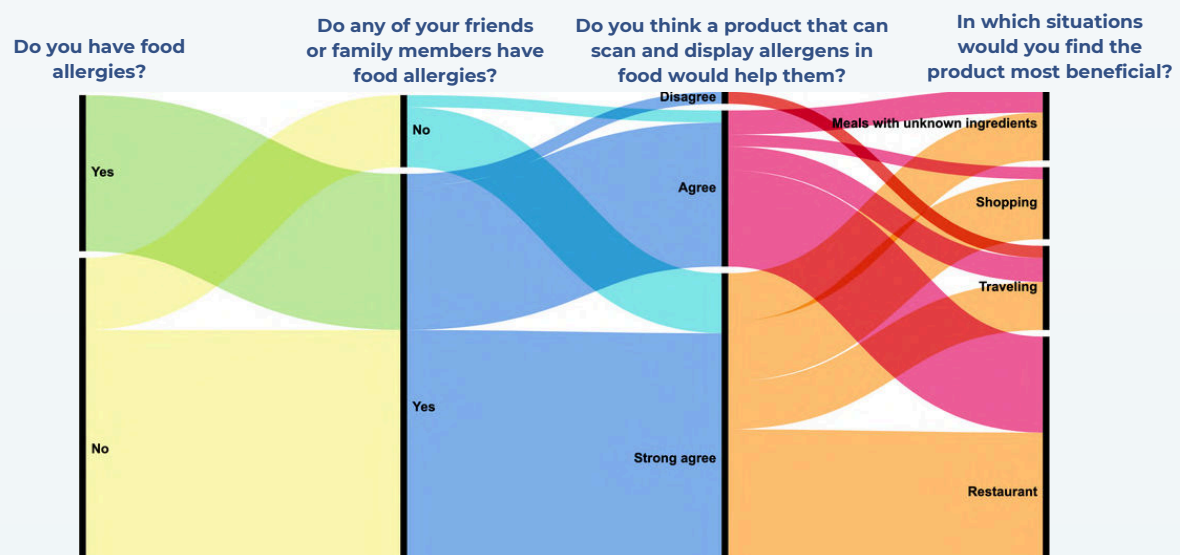 Do you have food
allergies?
Do any of your friends
or family members have
food allergies?
Do you think a product that can
scan and display allergens in
food would help them?
In which situations
would you find the
product most beneficial?
Yes
No
No
Yes
Disagree
Agree
Strong agree
Meals with unknown ingredients
Shopping
Traveling
Restaurant